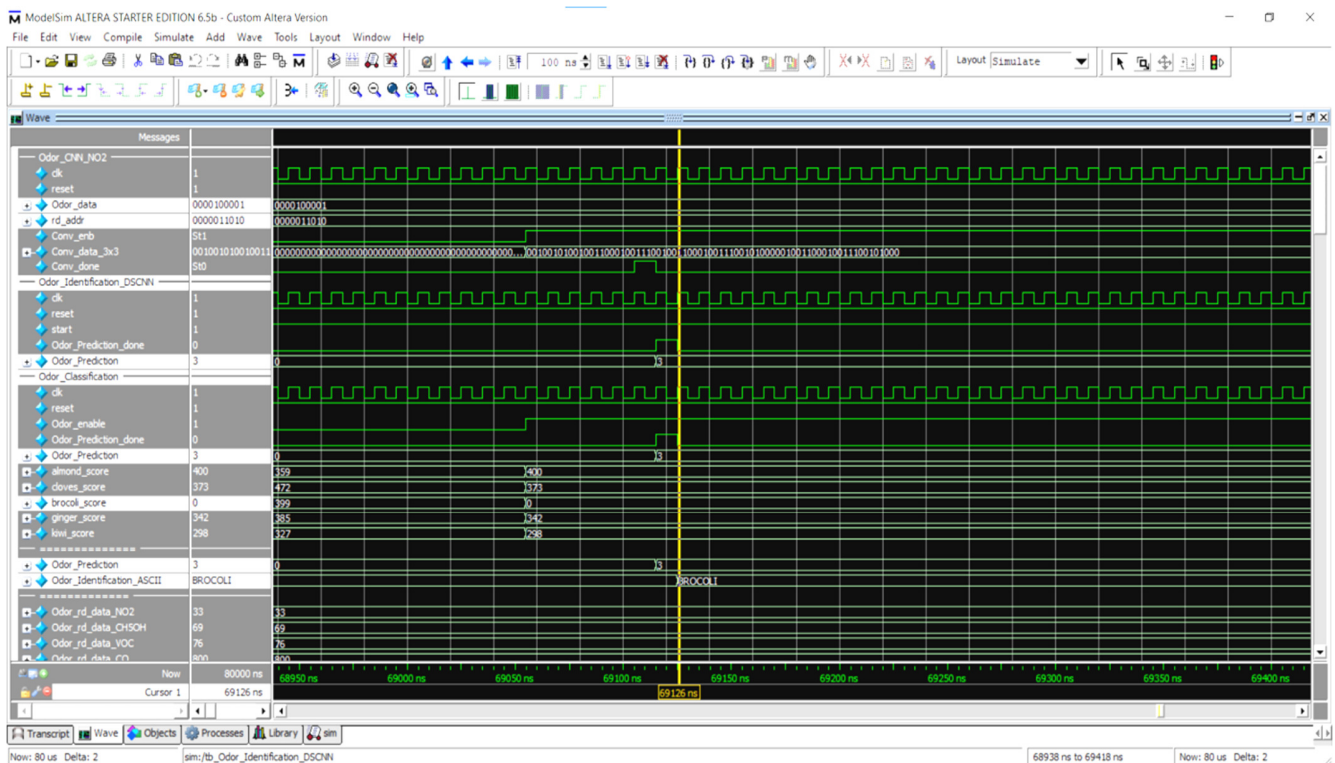 ModelSim ALTERA STARTER EDITION 6.5b - Custom Altera Version
File Edit View Compile Simulate Add Wave Tools Layout Window Help
100 ns Layout Simulate
Wave
Messages
Odor_CNN_NO2
clk 1
reset 1
Odor_data 0000100001 0000100001
rd_addr 0000011010 0000011010
Conv_enb St1
Conv_data_3x3
Conv_done St0
Odor_Identification_DSCNN
clk 1
reset 1
start 1
Odor_Prediction_done 0
Odor_Prediction 3 0 3
Odor_Classification
clk 1
reset 1
Odor_enable 1
Odor_Prediction_done 0
Odor_Prediction 3 0 3
almond_score 400 359 400
cloves_score 373 472 373
brocoli_score 0 399 0
ginger_score 342 385 342
kiwi_score 298 327 298
Odor_Prediction 3 0 3
Odor_Identification_ASCII BROCOLI BROCOLI
Odor_rd_data_NO2 33 33
Odor_rd_data_CH5OH 69 69
Odor_rd_data_VOC 76 76
Odor_rd_data_CO 800 800
Now 80000 ns 68950 ns 69000 ns 69050 ns 69100 ns 69150 ns 69200 ns 69250 ns 69300 ns 69350 ns 69400 ns
Cursor 1 69126 ns 69126 ns
Transcript Wave Objects Processes Library sim
Now: 80 us Delta: 2 sim:/tb_Odor_Identification_DSCNN 68938 ns to 69418 ns Now: 80 us Delta: 2